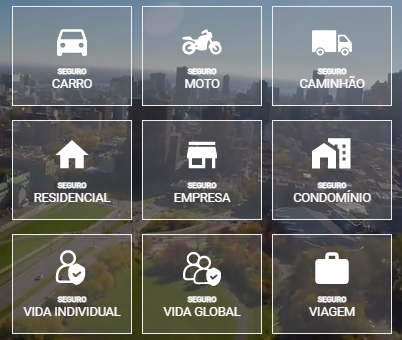 SEGURO
CARRO
SEGURO
MOTO
SEGURO
CAMINHÃO
SEGURO
RESIDENCIAL
SEGURO
EMPRESA
SEGURO
CONDOMÍNIO
SEGURO
VIDA INDIVIDUAL
SEGURO
VIDA GLOBAL
SEGURO
VIAGEM